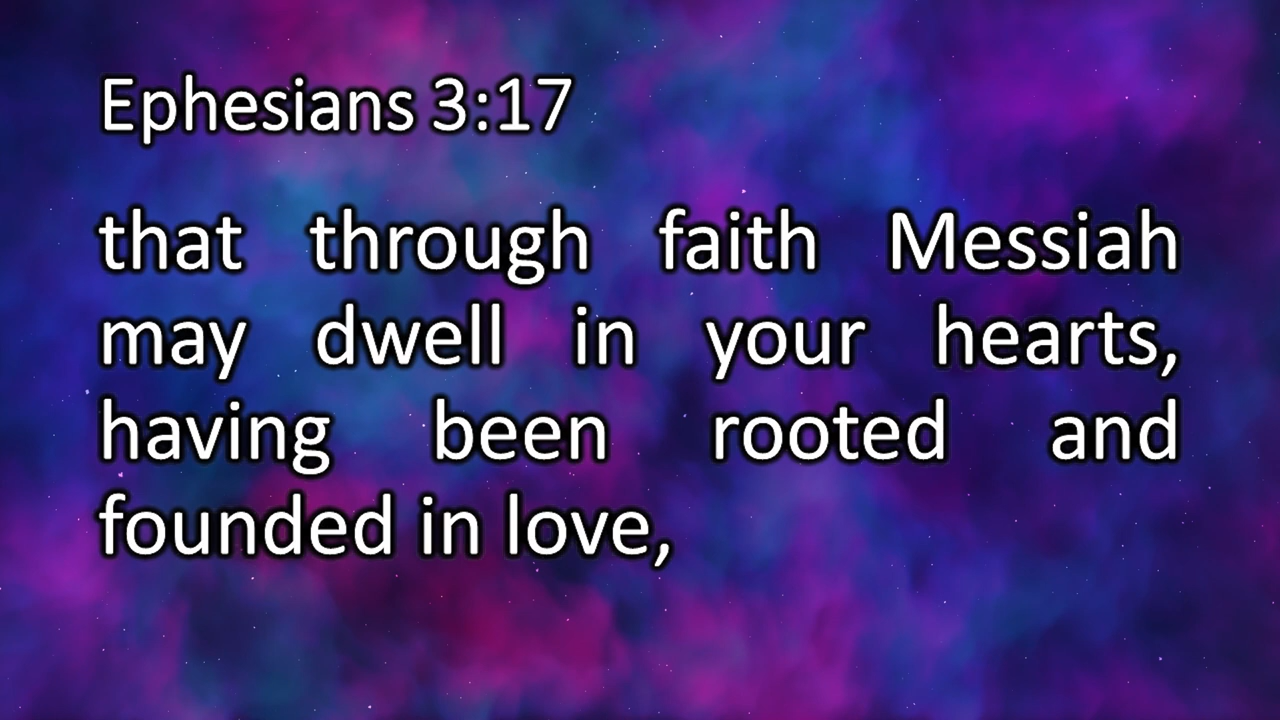 Ephesians 3:17
that through faith Messiah
may dwell in your hearts,
having been rooted and
founded in love,